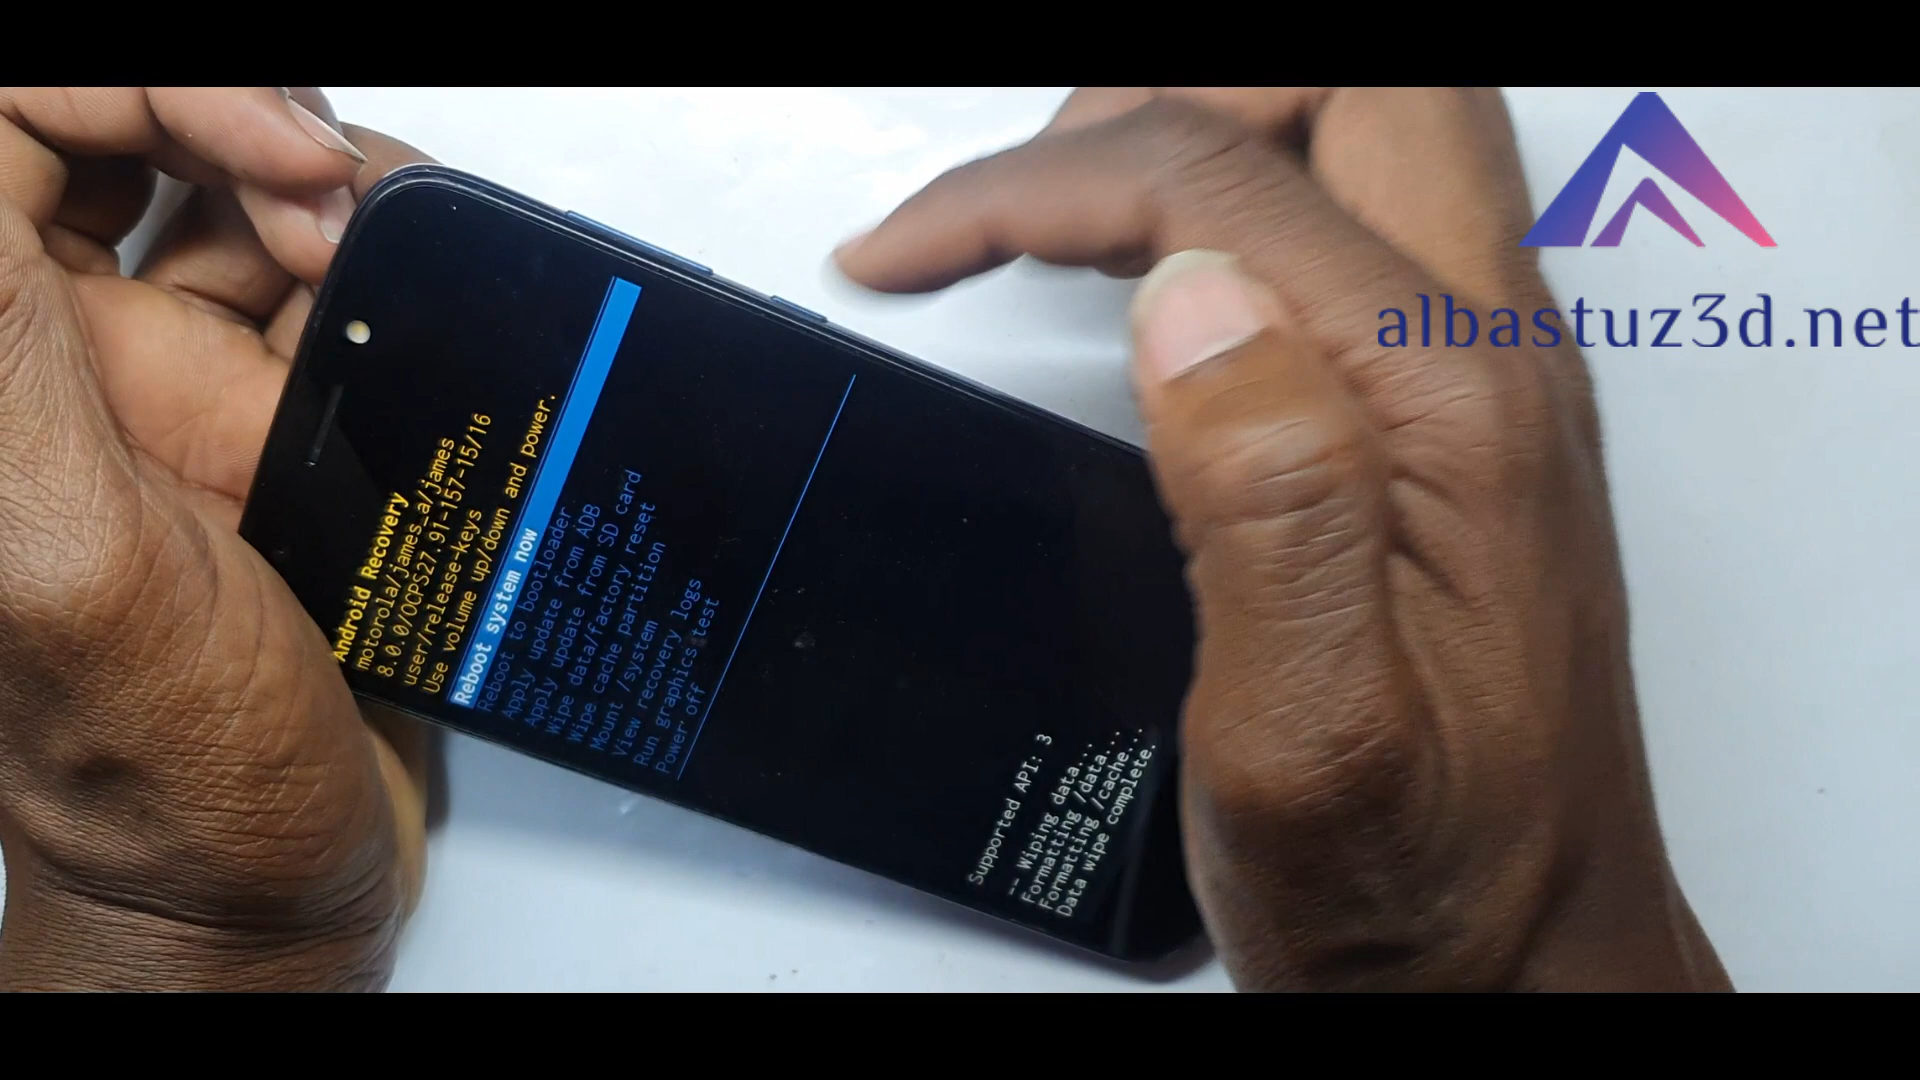 Android Recovery
motorola/james_a/james
8.0.0/OCPS27.91-157-15/16
user/release-keys
Use volume up/down and power.
Reboot system now
Reboot to bootloader
Apply update from ADB
Apply update from SD card
Wipe data/factory reset
Wipe cache partition
Mount /system
View recovery logs
Run graphics test
Power off
Supported API: 3
-- Wiping data...
Formatting /data...
Formatting /cache...
Data wipe complete.
albastuz3d.net